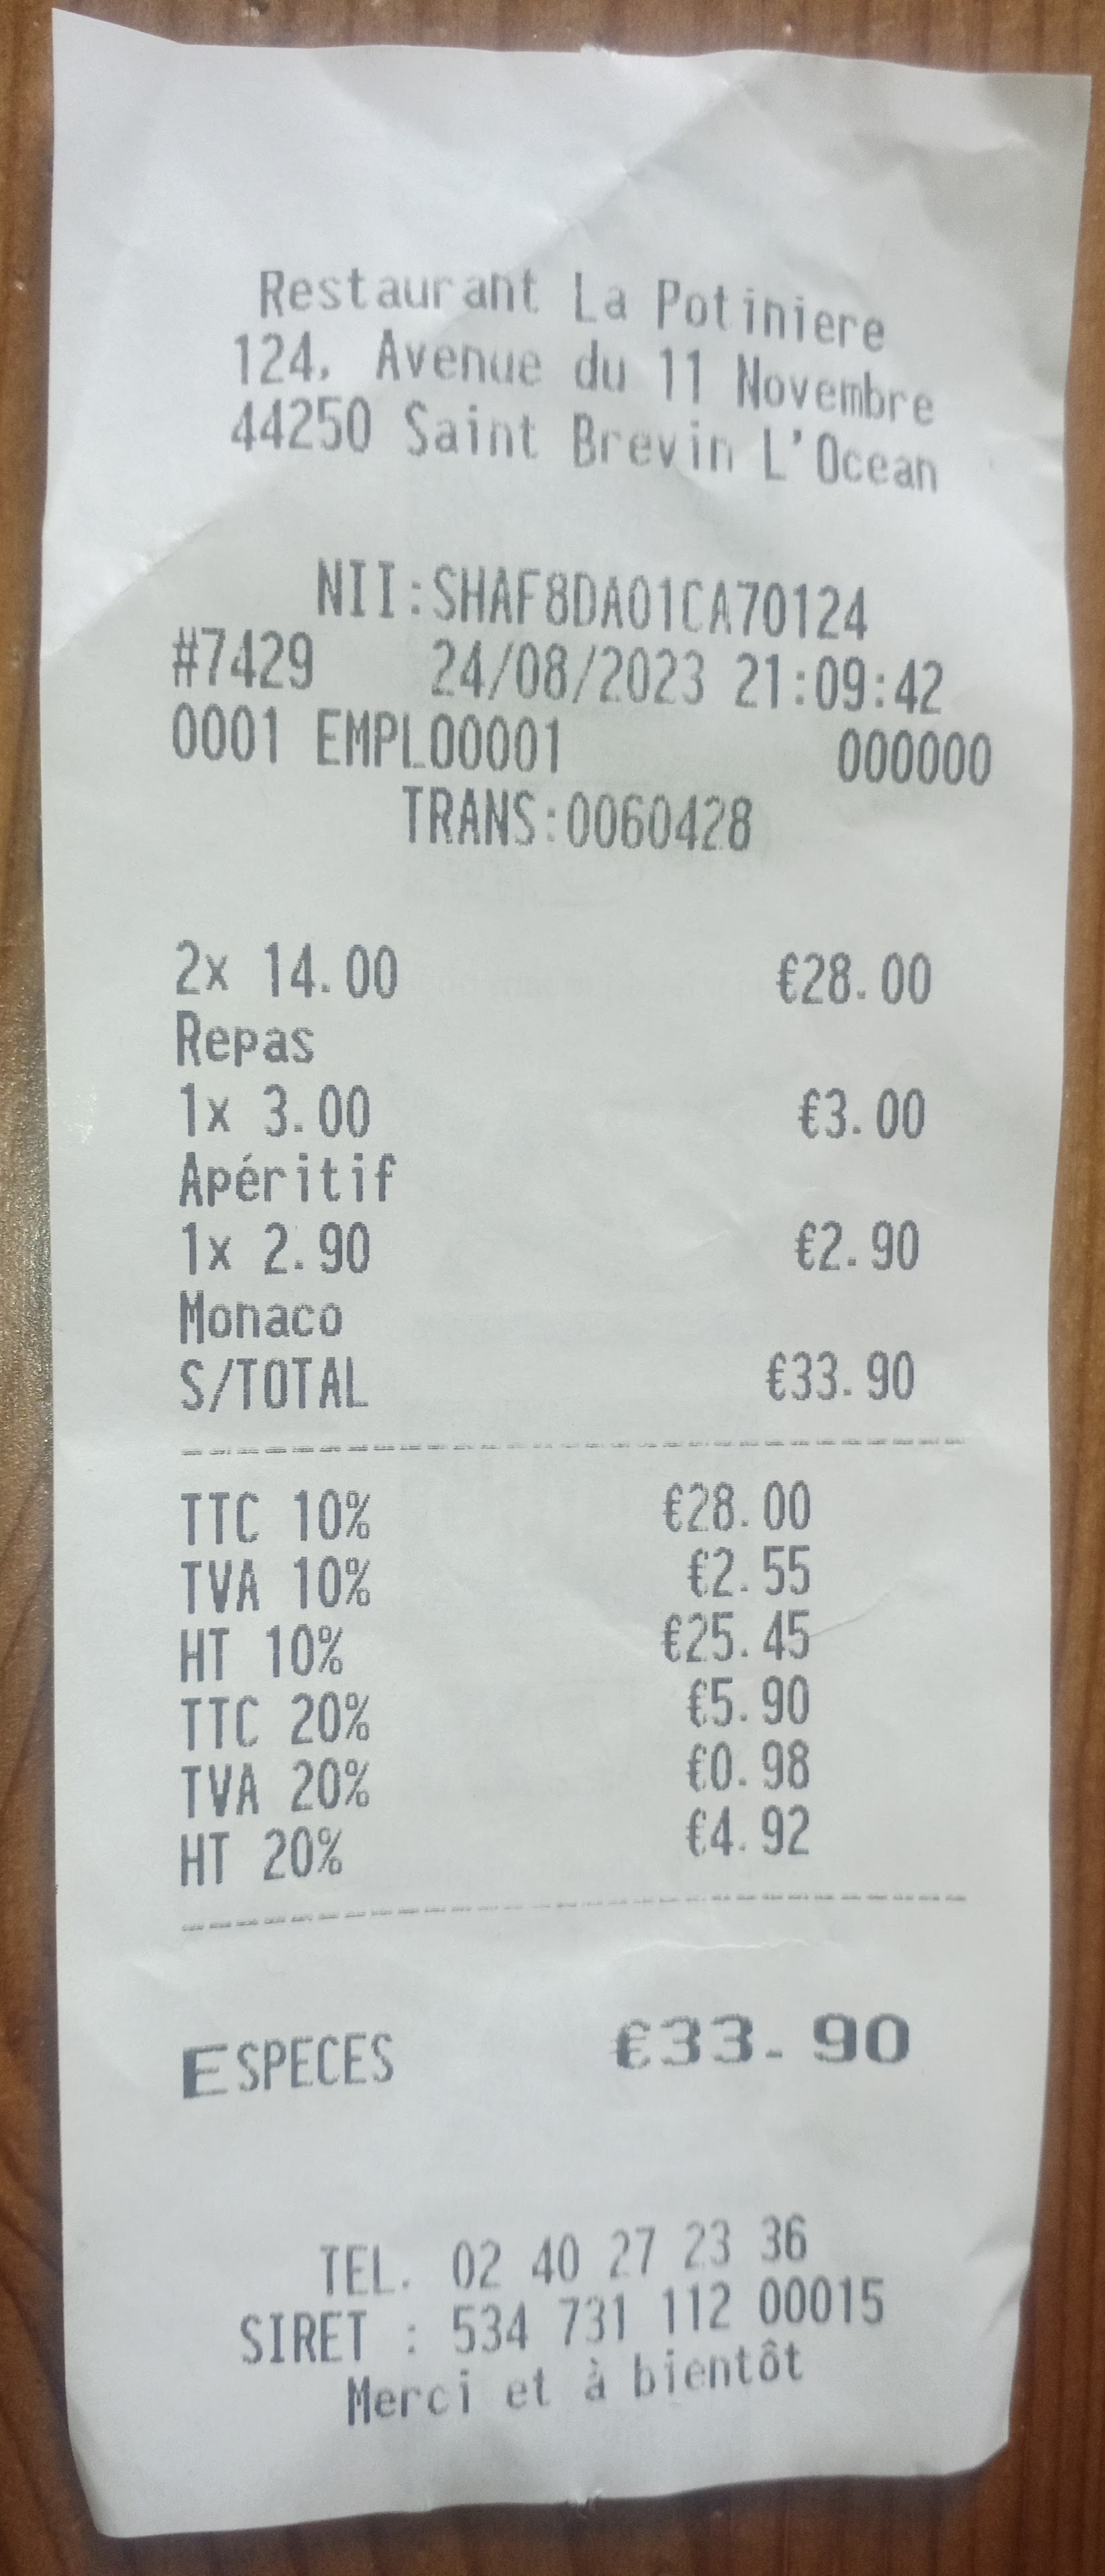 Restaurant La Potiniere
124, Avenue du 11 Novembre
44250 Saint Brevin L'Ocean
NII:SHAF8DA01CA70124
#7429 24/08/2023 21:09:42
0001 EMPL00001 000000
TRANS:0060428
2x 14.00 €28.00
Repas
1x 3.00 €3.00
Apéritif
1x 2.90 €2.90
Monaco
S/TOTAL €33.90
TTC 10% €28.00
TVA 10% €2.55
HT 10% €25.45
TTC 20% €5.90
TVA 20% €0.98
HT 20% €4.92
ESPECES €33.90
TEL. 02 40 27 23 36
SIRET : 534 731 112 00015
Merci et à bientôt